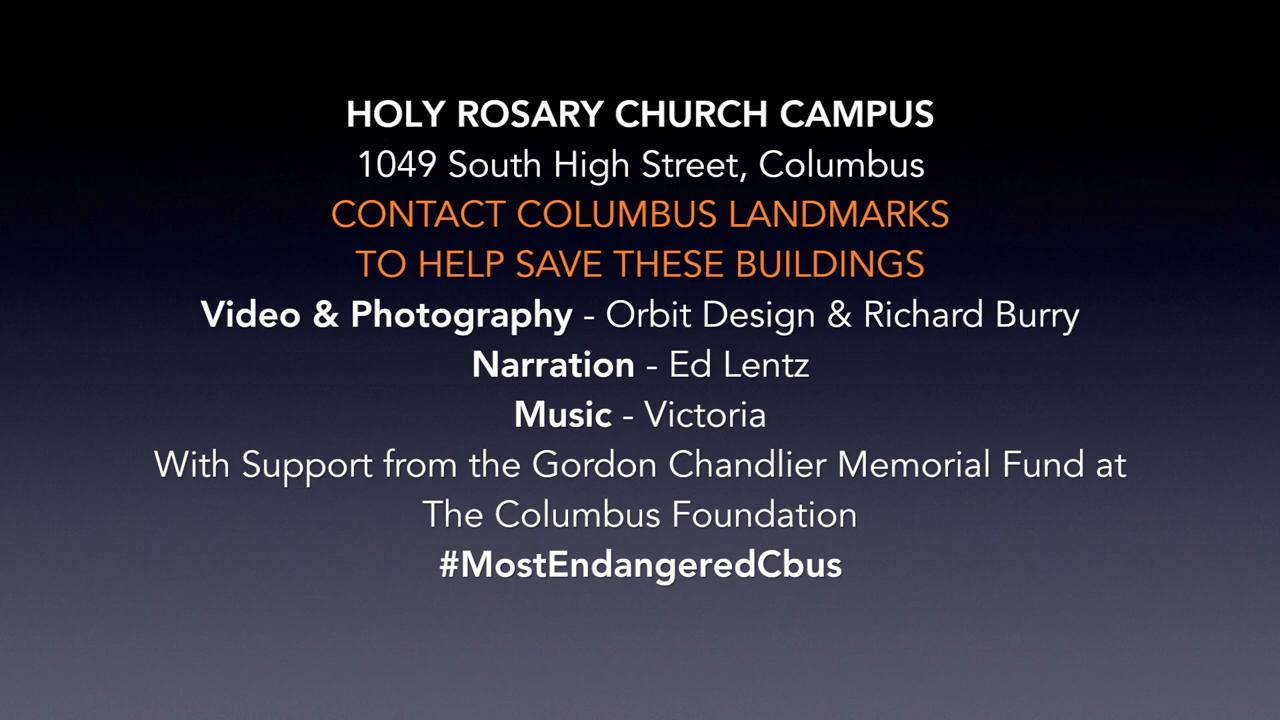 HOLY ROSARY CHURCH CAMPUS
1049 South High Street, Columbus
CONTACT COLUMBUS LANDMARKS
TO HELP SAVE THESE BUILDINGS
Video & Photography - Orbit Design & Richard Burry
Narration - Ed Lentz
Music - Victoria
With Support from the Gordon Chandlier Memorial Fund at
The Columbus Foundation
#MostEndangeredCbus